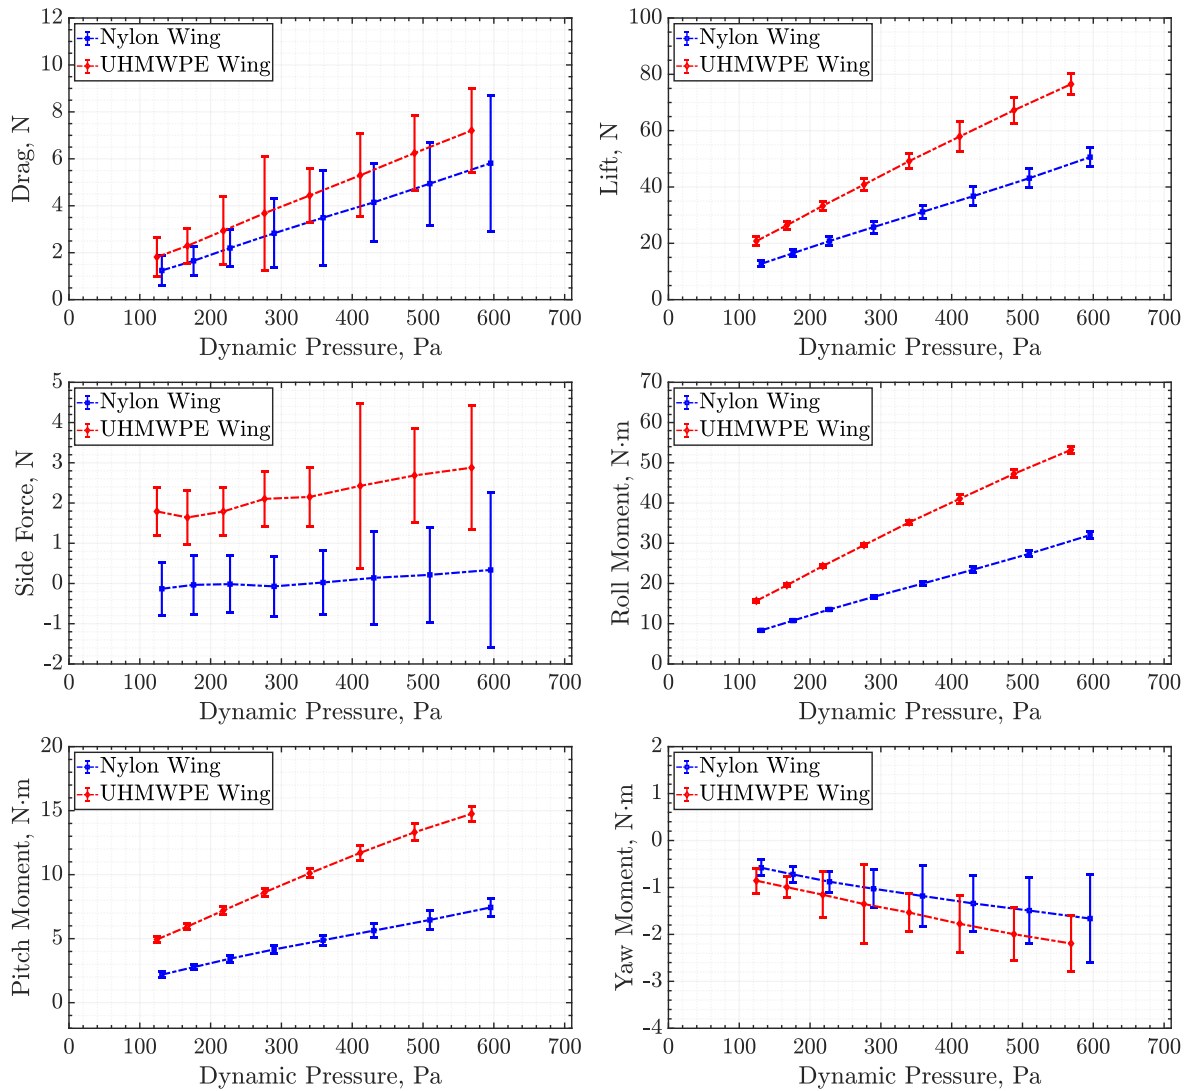 12
10
8
6
4
2
0
Drag, N
Nylon Wing
UHMWPE Wing
0 100 200 300 400 500 600 700
Dynamic Pressure, Pa
100
80
60
40
20
0
Lift, N
Nylon Wing
UHMWPE Wing
0 100 200 300 400 500 600 700
Dynamic Pressure, Pa
5
4
3
2
1
0
-1
-2
Side Force, N
Nylon Wing
UHMWPE Wing
0 100 200 300 400 500 600 700
Dynamic Pressure, Pa
70
60
50
40
30
20
10
0
Roll Moment, N·m
Nylon Wing
UHMWPE Wing
0 100 200 300 400 500 600 700
Dynamic Pressure, Pa
20
15
10
5
0
Pitch Moment, N·m
Nylon Wing
UHMWPE Wing
0 100 200 300 400 500 600 700
Dynamic Pressure, Pa
2
1
0
-1
-2
-3
-4
Yaw Moment, N·m
Nylon Wing
UHMWPE Wing
0 100 200 300 400 500 600 700
Dynamic Pressure, Pa